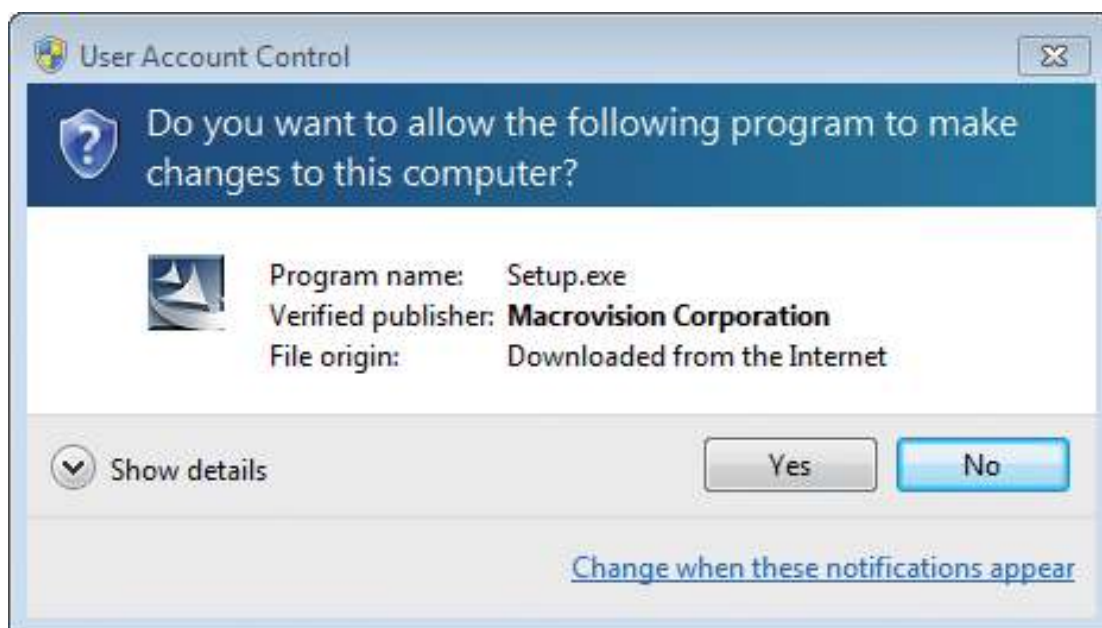 User Account Control
Do you want to allow the following program to make
changes to this computer?
Program name: Setup.exe
Verified publisher: Macrovision Corporation
File origin: Downloaded from the Internet
Show details
Yes
No
Change when these notifications appear